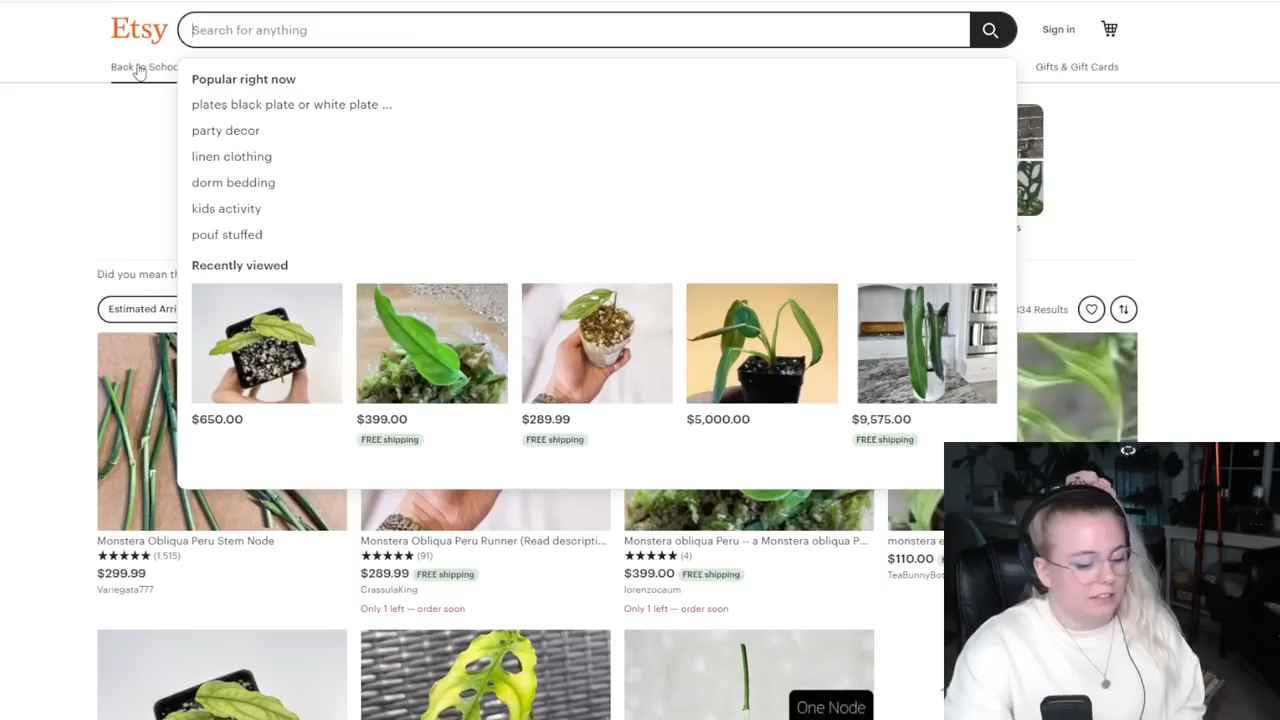 Etsy
Search for anything
Sign in
Back to Schoo
Gifts & Gift Cards
Popular right now
plates black plate or white plate ...
party decor
linen clothing
dorm bedding
kids activity
pouf stuffed
Recently viewed
Did you mean th
Estimated Arri
34 Results
$650.00
$399.00
$289.99
$5,000.00
$9,575.00
FREE shipping
FREE shipping
FREE shipping
Monstera Obliqua Peru Stem Node
Monstera Obliqua Peru Runner (Read descripti...
Monstera obliqua Peru -- a Monstera obliqua P...
monstera e
(1,515)
(91)
(4)
$110.00
$299.99
$289.99 FREE shipping
$399.00 FREE shipping
TeaBunnyBot
Variegata777
CrassulaKing
lorenzocaum
Only 1 left — order soon
Only 1 left — order soon
One Node